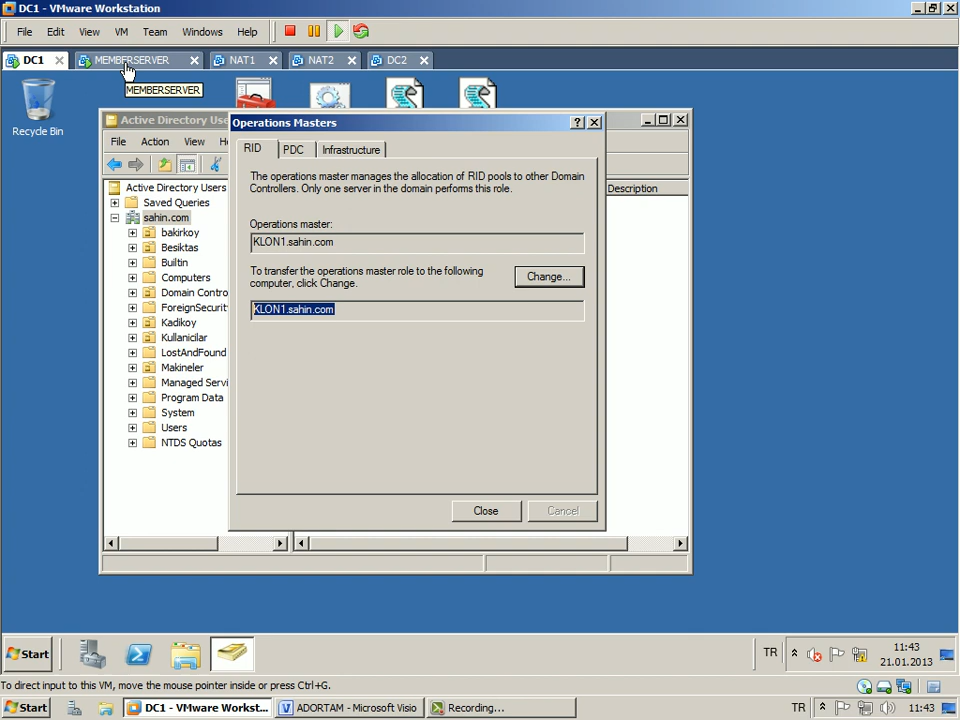 DC1 - VMware Workstation
File Edit View VM Team Windows Help
DC1 MEMBERSERVER NAT1 NAT2 DC2
MEMBERSERVER
Recycle Bin
Active Directory Use
File Action View He
Active Directory Users
Saved Queries
sahin.com
bakirkoy
Besiktas
Builtin
Computers
Domain Contro
ForeignSecurit
Kadikoy
Kullanicilar
LostAndFound
Makineler
Managed Servi
Program Data
System
Users
NTDS Quotas
Description
Operations Masters
RID PDC Infrastructure
The operations master manages the allocation of RID pools to other Domain
Controllers. Only one server in the domain performs this role.
Operations master:
KLON1.sahin.com
To transfer the operations master role to the following
computer, click Change.
Change...
KLON1.sahin.com
Close Cancel
Start TR 11:43
21.01.2013
To direct input to this VM, move the mouse pointer inside or press Ctrl+G.
Start DC1 - VMware Workst... ADORTAM - Microsoft Visio Recording... TR 11:43